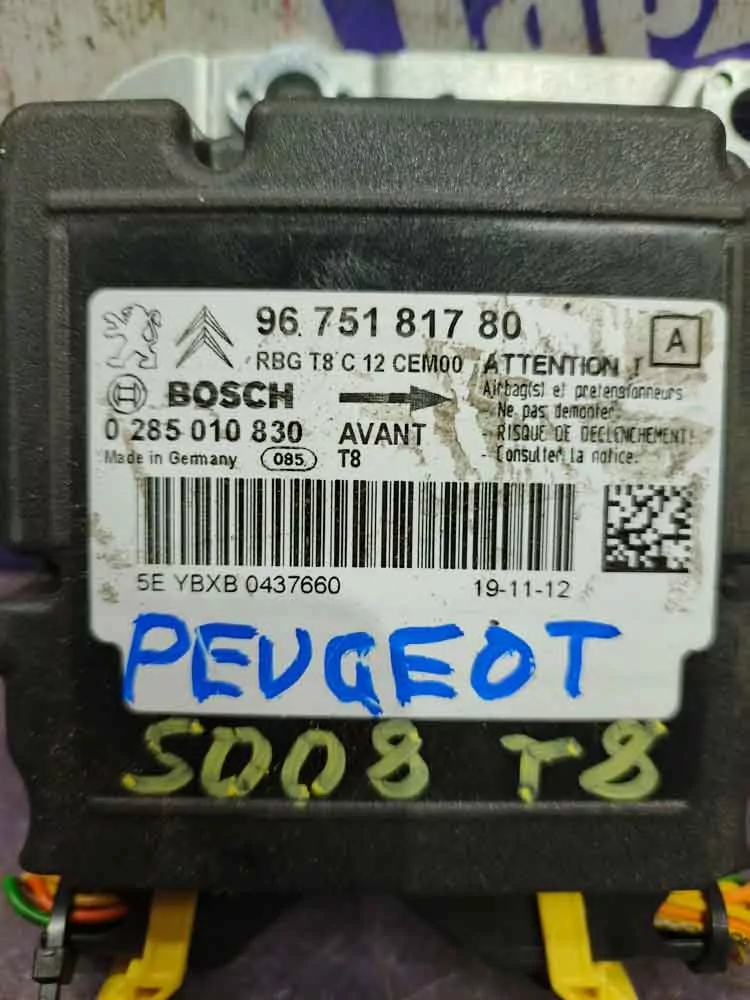 96 751 817 80
A
RBG T8 C 12 CEM00 ATTENTION !
BOSCH
Airbag(s) et pretensionneurs
Ne pas demonter
0 285 010 830 AVANT
- RISQUE DE DECLENCHEMENT!
Made in Germany 085 T8
- Consulter la notice.
5E YBXB 0437660 19-11-12
PEUGEOT
5008 T8